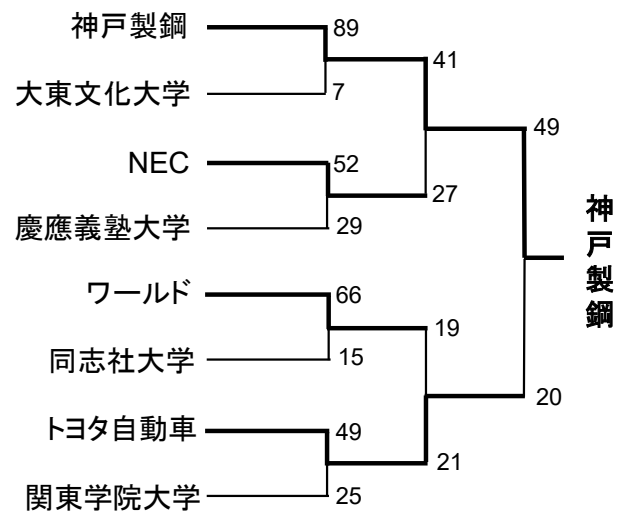 神戸製鋼
89
41
大東文化大学
7
49
NEC
52
27
慶應義塾大学
29
神戸製鋼
ワールド
66
19
同志社大学
15
20
トヨタ自動車
49
21
関東学院大学
25